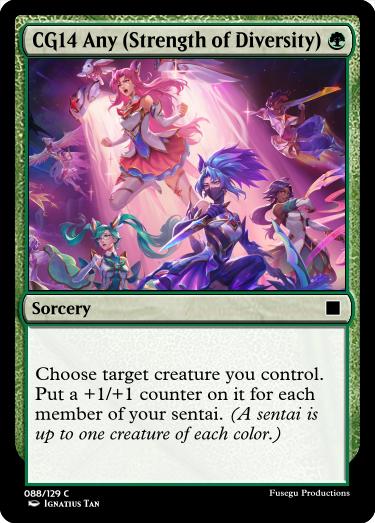 CG14 Any (Strength of Diversity)
Sorcery
Choose target creature you control.
Put a +1/+1 counter on it for each
member of your sentai. (A sentai is
up to one creature of each color.)
088/129 C
Fusegu Productions
Ignatius Tan